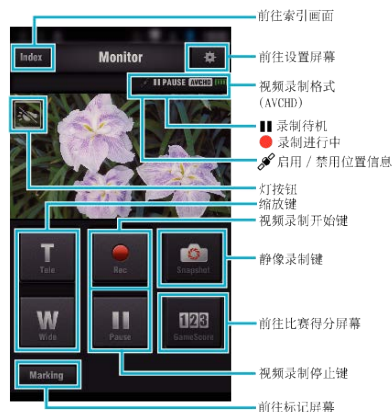 前往索引画面
Index
Monitor
前往设置屏幕
PAUSE AVCHD
视频录制格式
(AVCHD)
录制待机
录制进行中
启用 / 禁用位置信息
灯按钮
缩放键
视频录制开始键
T
Tele
Rec
Snapshot
静像录制键
W
Wide
Pause
123
GameScore
前往比赛得分屏幕
Marking
视频录制停止键
前往标记屏幕